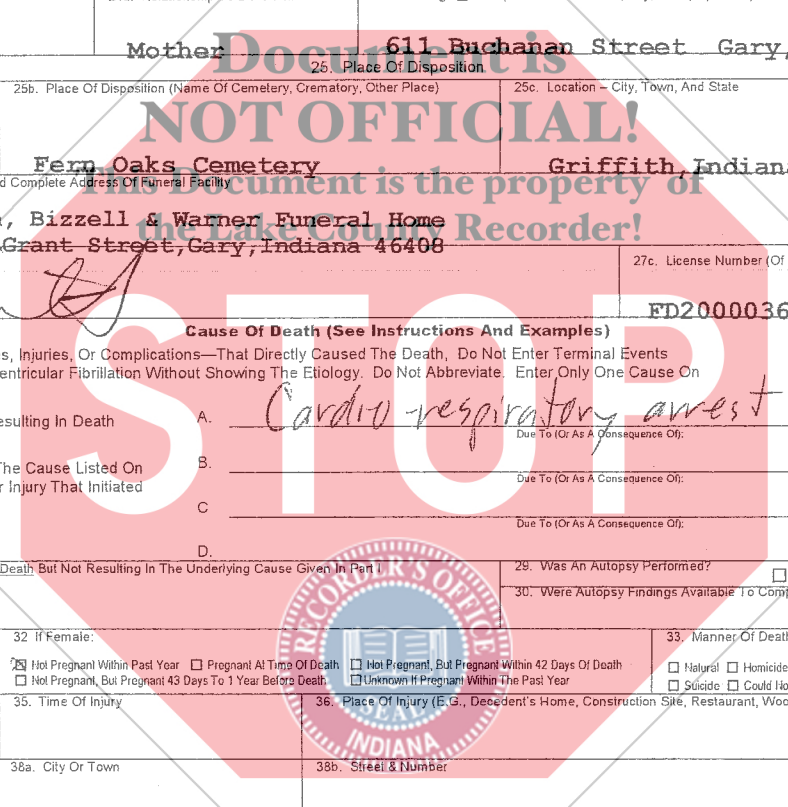 Mother 611 Buchanan Street Gary,
25. Place Of Disposition
25b. Place Of Disposition (Name Of Cemetery, Crematory, Other Place) 25c. Location – City, Town, And State
Document is
NOT OFFICIAL!
This Document is the property of
the Lake County Recorder!
Fern Oaks Cemetery Griffith,Indiana
d Complete Address Of Funeral Facility
, Bizzell & Warner Funeral Home
Grant Street,Gary,Indiana 46408
27c. License Number (Of
FD2000036
STOP
Cause Of Death (See Instructions And Examples)
s, Injuries, Or Complications—That Directly Caused The Death, Do Not Enter Terminal Events
entricular Fibrillation Without Showing The Etiology. Do Not Abbreviate. Enter Only One Cause On
esulting In Death A. Cardio-respiratory arrest
Due To (Or As A Consequence Of):
The Cause Listed On B.
r Injury That Initiated Due To (Or As A Consequence Of):
C
Due To (Or As A Consequence Of):
D.
Death But Not Resulting In The Underlying Cause Given In Part I 29. Was An Autopsy Performed?
30. Were Autopsy Findings Available To Comp
32 If Female: 33. Manner Of Death
☒ Not Pregnant Within Past Year ☐ Pregnant At Time Of Death ☐ Not Pregnant, But Pregnant Within 42 Days Of Death ☐ Natural ☐ Homicide
☐ Not Pregnant, But Pregnant 43 Days To 1 Year Before Death ☐ Unknown If Pregnant Within The Past Year ☐ Suicide ☐ Could No
35. Time Of Injury 36. Place Of Injury (E.G., Decedent's Home, Construction Site, Restaurant, Woo
RECORDER'S OFFICE
SEAL
INDIANA
38a. City Or Town 38b. Street & Number